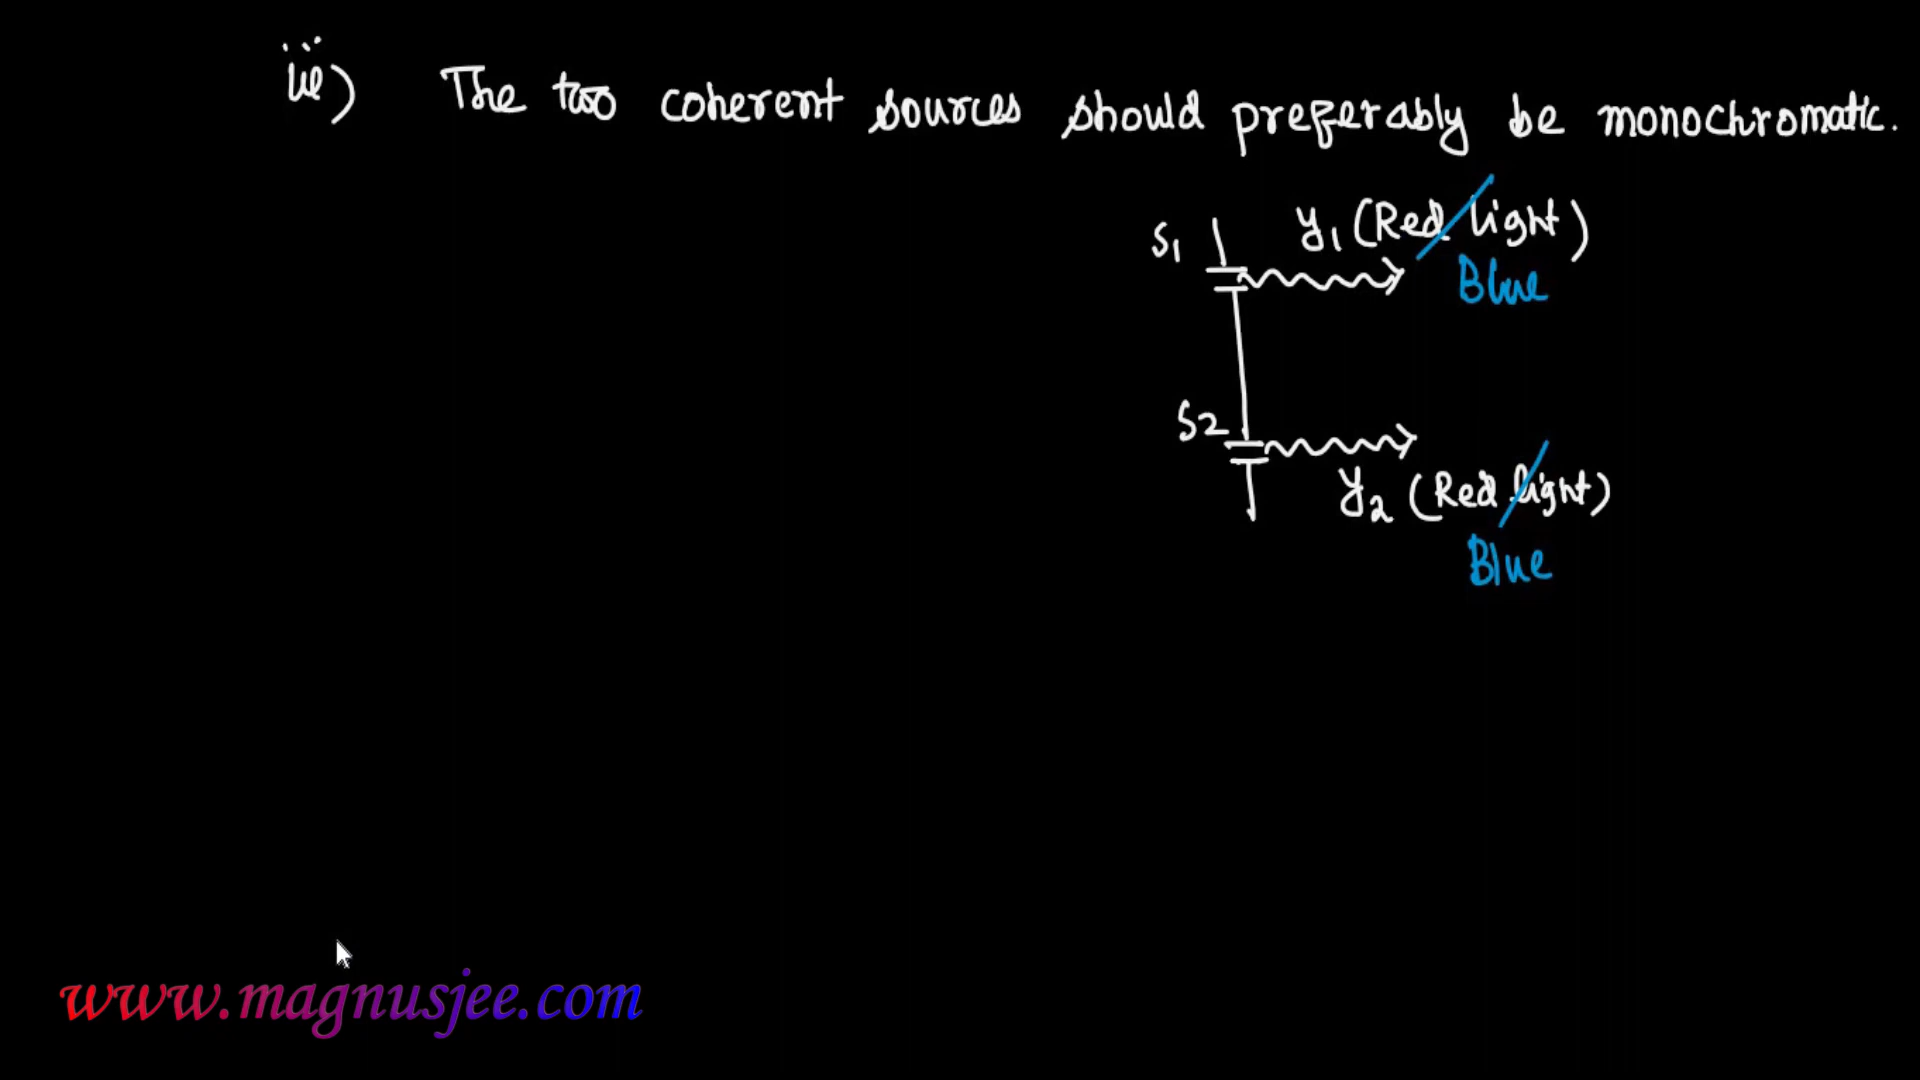 iii) The two coherent sources should preferably be monochromatic.
S1 y1 (Red light)
Blue
S2
y2 (Red light)
Blue
www.magnusjee.com